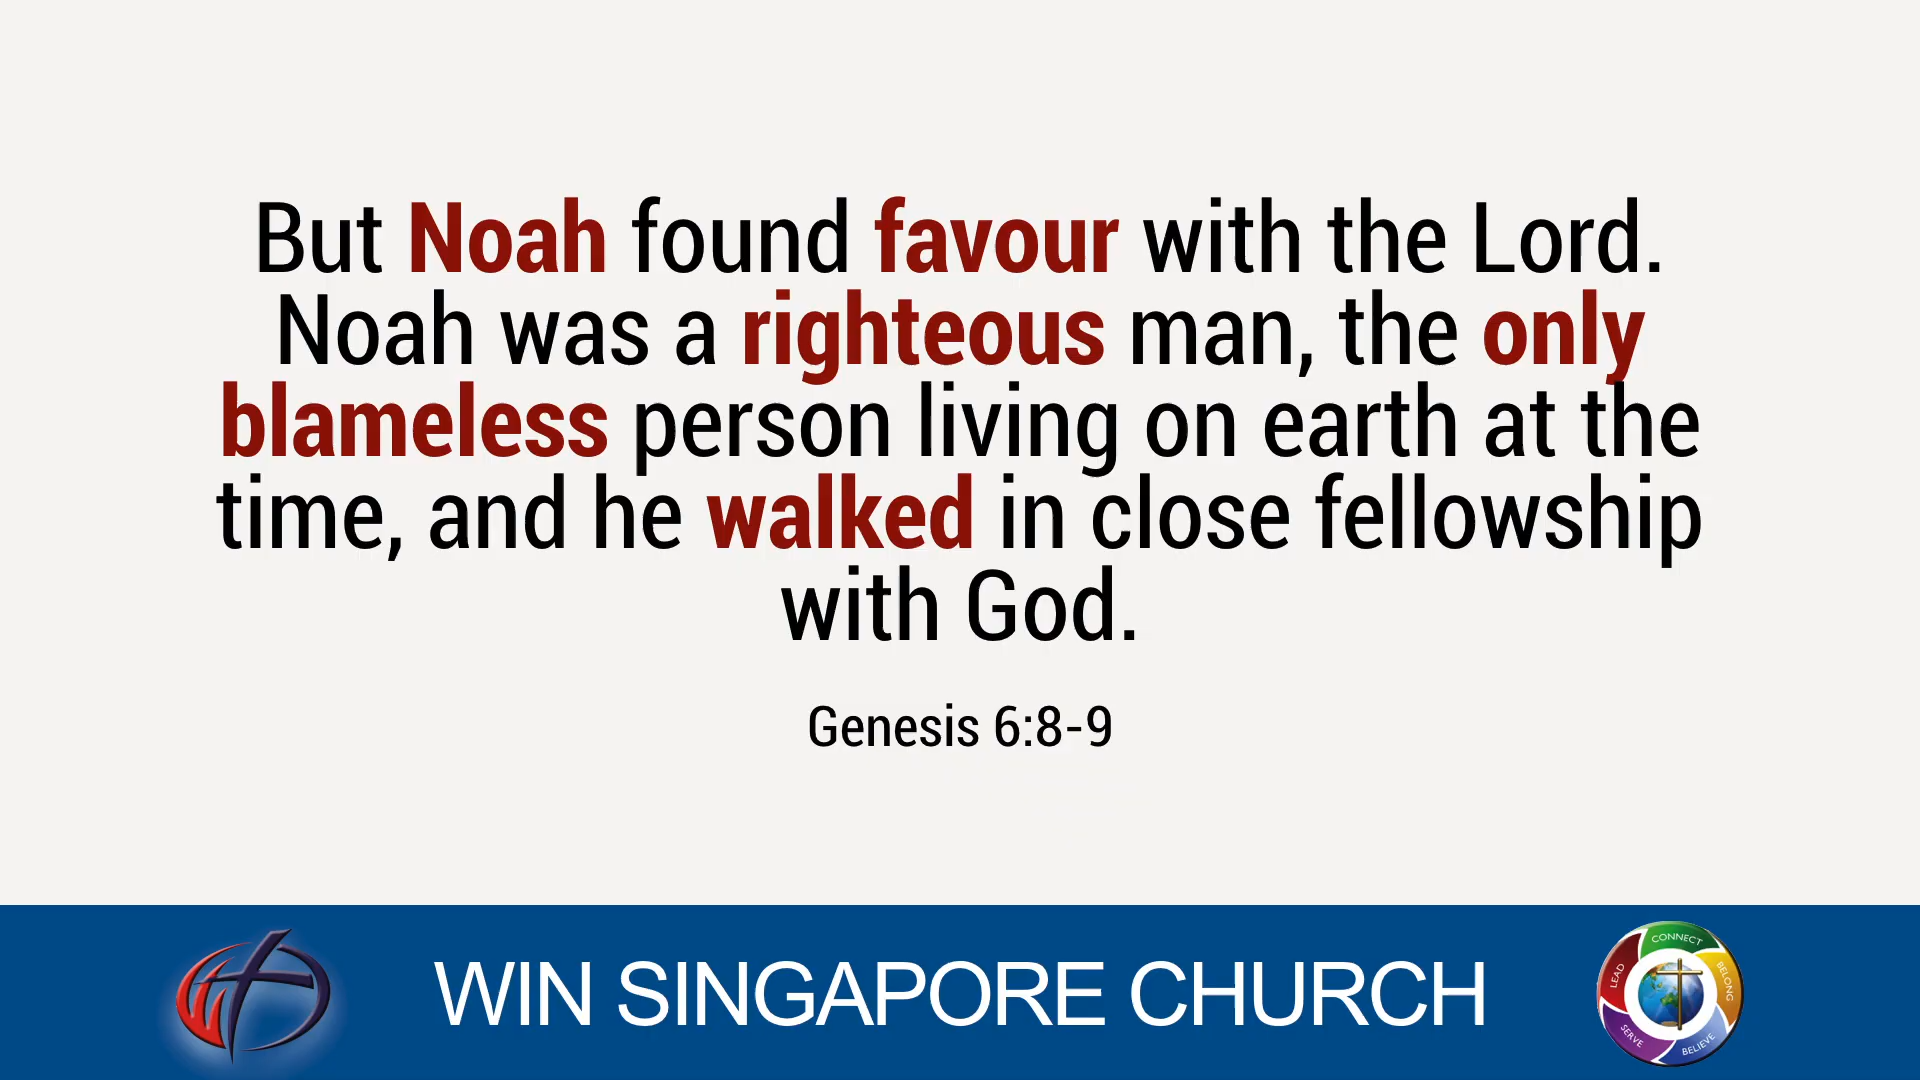 But Noah found favour with the Lord.
Noah was a righteous man, the only
blameless person living on earth at the
time, and he walked in close fellowship
with God.
Genesis 6:8-9
WIN SINGAPORE CHURCH
CONNECT
BELONG
BELIEVE
SERVE
LEAD